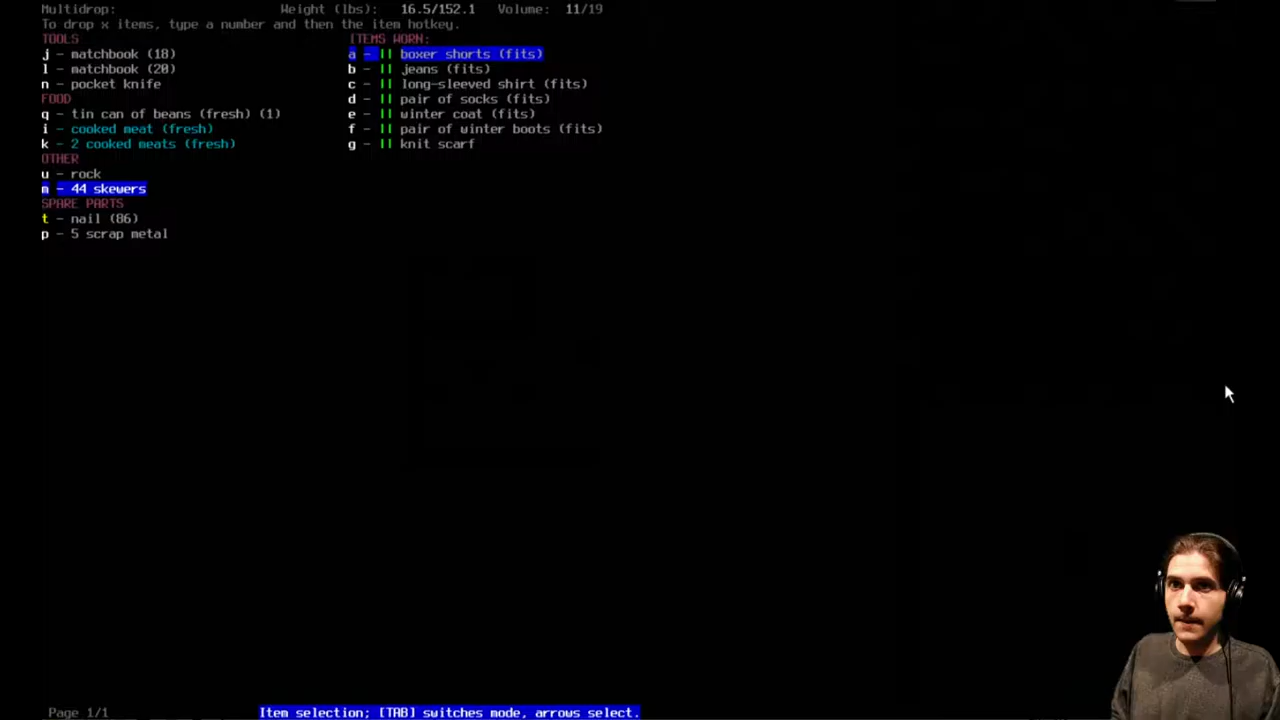 Multidrop: Weight (lbs): 16.5/152.1 Volume: 11/19
To drop x items, type a number and then the item hotkey.
TOOLS
j - matchbook (18)
l - matchbook (20)
n - pocket knife
FOOD
q - tin can of beans (fresh) (1)
i - cooked meat (fresh)
k - 2 cooked meats (fresh)
OTHER
u - rock
m - 44 skewers
SPARE PARTS
t - nail (86)
p - 5 scrap metal
ITEMS WORN:
a - || boxer shorts (fits)
b - || jeans (fits)
c - || long-sleeved shirt (fits)
d - || pair of socks (fits)
e - || winter coat (fits)
f - || pair of winter boots (fits)
g - || knit scarf
Page 1/1 Item selection; [TAB] switches mode, arrows select.